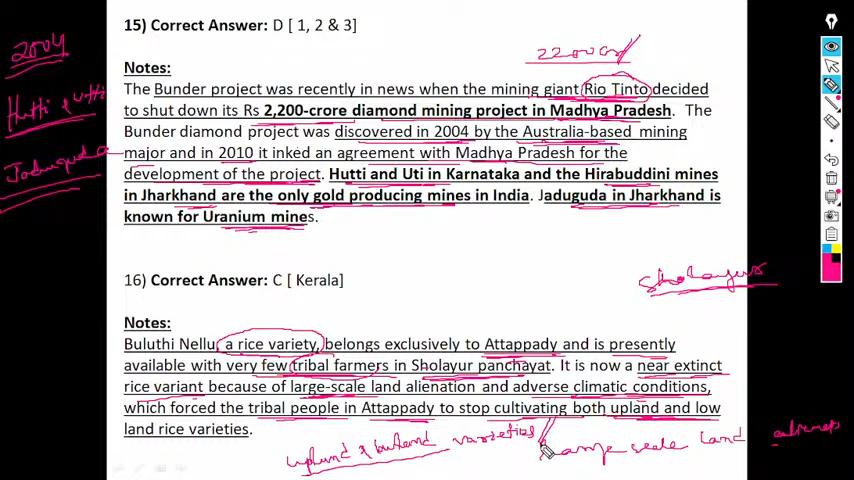 15) Correct Answer: D [ 1, 2 & 3]
2200 Cr
2004
Notes:
The Bunder project was recently in news when the mining giant Rio Tinto decided
to shut down its Rs 2,200-crore diamond mining project in Madhya Pradesh. The
Hutti & Utti
Bunder diamond project was discovered in 2004 by the Australia-based mining
major and in 2010 it inked an agreement with Madhya Pradesh for the
Jaduguda
development of the project. Hutti and Uti in Karnataka and the Hirabuddini mines
in Jharkhand are the only gold producing mines in India. Jaduguda in Jharkhand is
known for Uranium mines.
16) Correct Answer: C [ Kerala]
Sholayur
Notes:
Buluthi Nellu, a rice variety, belongs exclusively to Attappady and is presently
available with very few tribal farmers in Sholayur panchayat. It is now a near extinct
rice variant because of large-scale land alienation and adverse climatic conditions,
which forced the tribal people in Attappady to stop cultivating both upland and low
land rice varieties.
upland & varieties
Large scale land